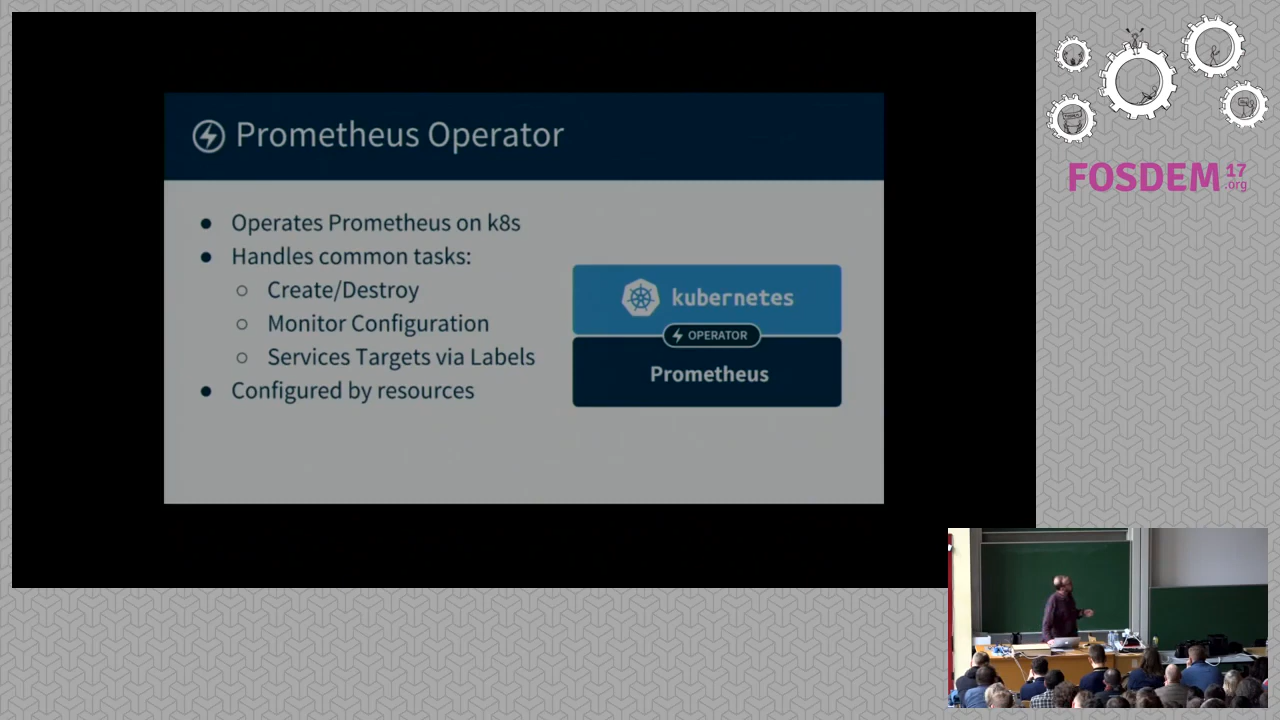 Prometheus Operator
● Operates Prometheus on k8s
● Handles common tasks:
○ Create/Destroy
○ Monitor Configuration
○ Services Targets via Labels
● Configured by resources
kubernetes
OPERATOR
Prometheus
FOSDEM 17
.org